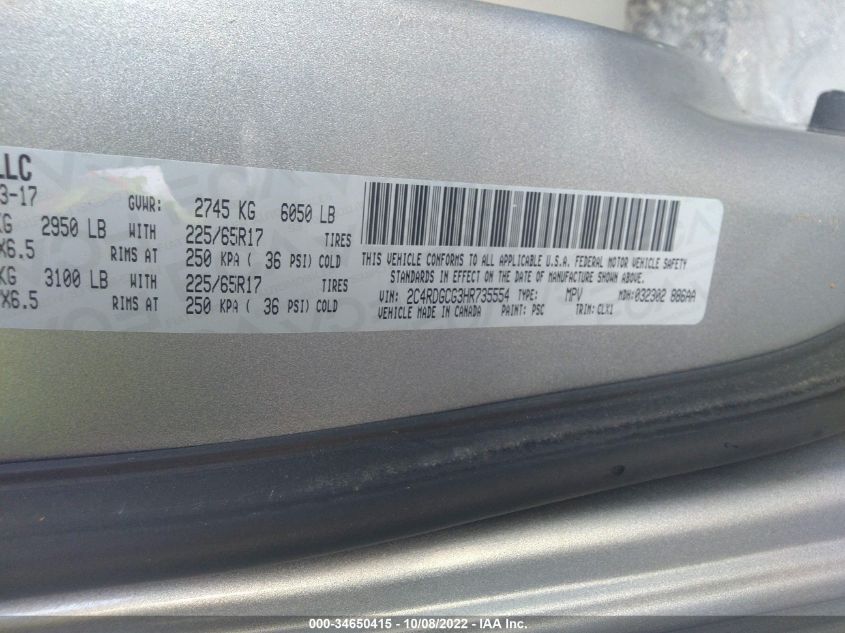 LLC
3-17 GVWR: 2745 KG 6050 LB
KG 2950 LB WITH 225/65R17 TIRES
X6.5 RIMS AT 250 KPA ( 36 PSI) COLD
KG 3100 LB WITH 225/65R17 TIRES
X6.5 RIMS AT 250 KPA ( 36 PSI) COLD
THIS VEHICLE CONFORMS TO ALL APPLICABLE U.S.A. FEDERAL MOTOR VEHICLE SAFETY
STANDARDS IN EFFECT ON THE DATE OF MANUFACTURE SHOWN ABOVE.
VIN: 2C4RDGCG3HR735554 TYPE: MPV MDH: 032302 886AA
VEHICLE MADE IN CANADA PAINT: PSC TRIM: CLX1
000-34650415 - 10/08/2022 - IAA Inc.